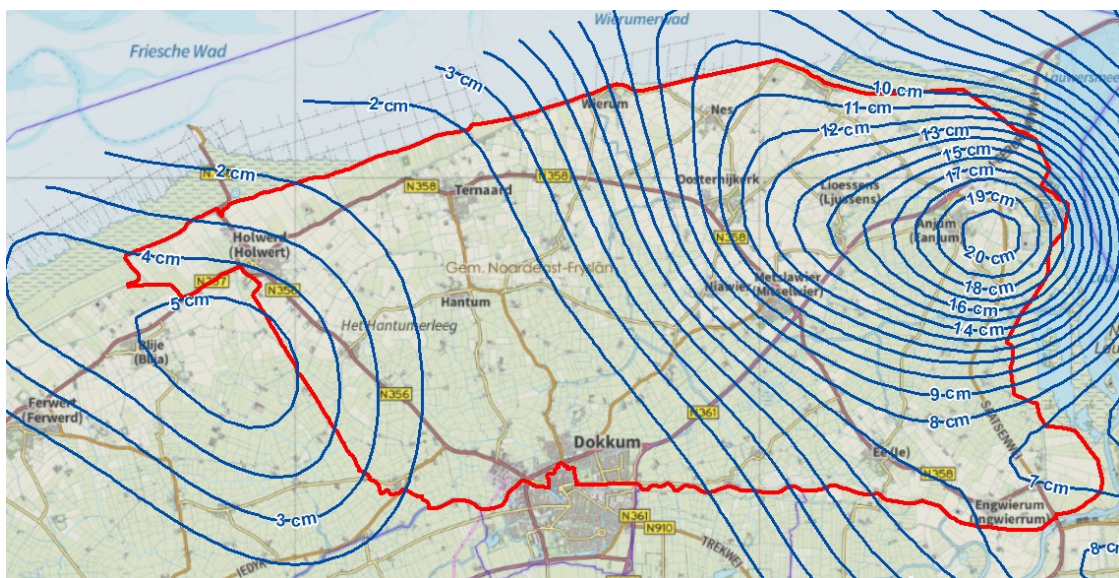 Wierumerwad
Friesche Wad
Lauwersmeer
3 cm
2 cm
10 cm
11 cm
Wierum
Nes
12 cm
13 cm
15 cm
17 cm
19 cm
20 cm
18 cm
16 cm
14 cm
2 cm
N358
N358
Ternaard
Oosternijkerk
Lioessens
(Ljussens)
Anjum
(Eanjum)
Holwerd
(Holwert)
N358
4 cm
N357
N356
5 cm
Gem. Noardeast-Fryslân
Hantum
Niawier
Metslawier
(Mitselwier)
Het Hantumerleeg
Blije
(Blija)
N356
Ferwert
(Ferwerd)
9 cm
8 cm
N361
Dokkum
Ee (Ie)
N358
7 cm
3 cm
Engwierum
(Ingwierrum)
N361
N910
TREKWEI
8 cm